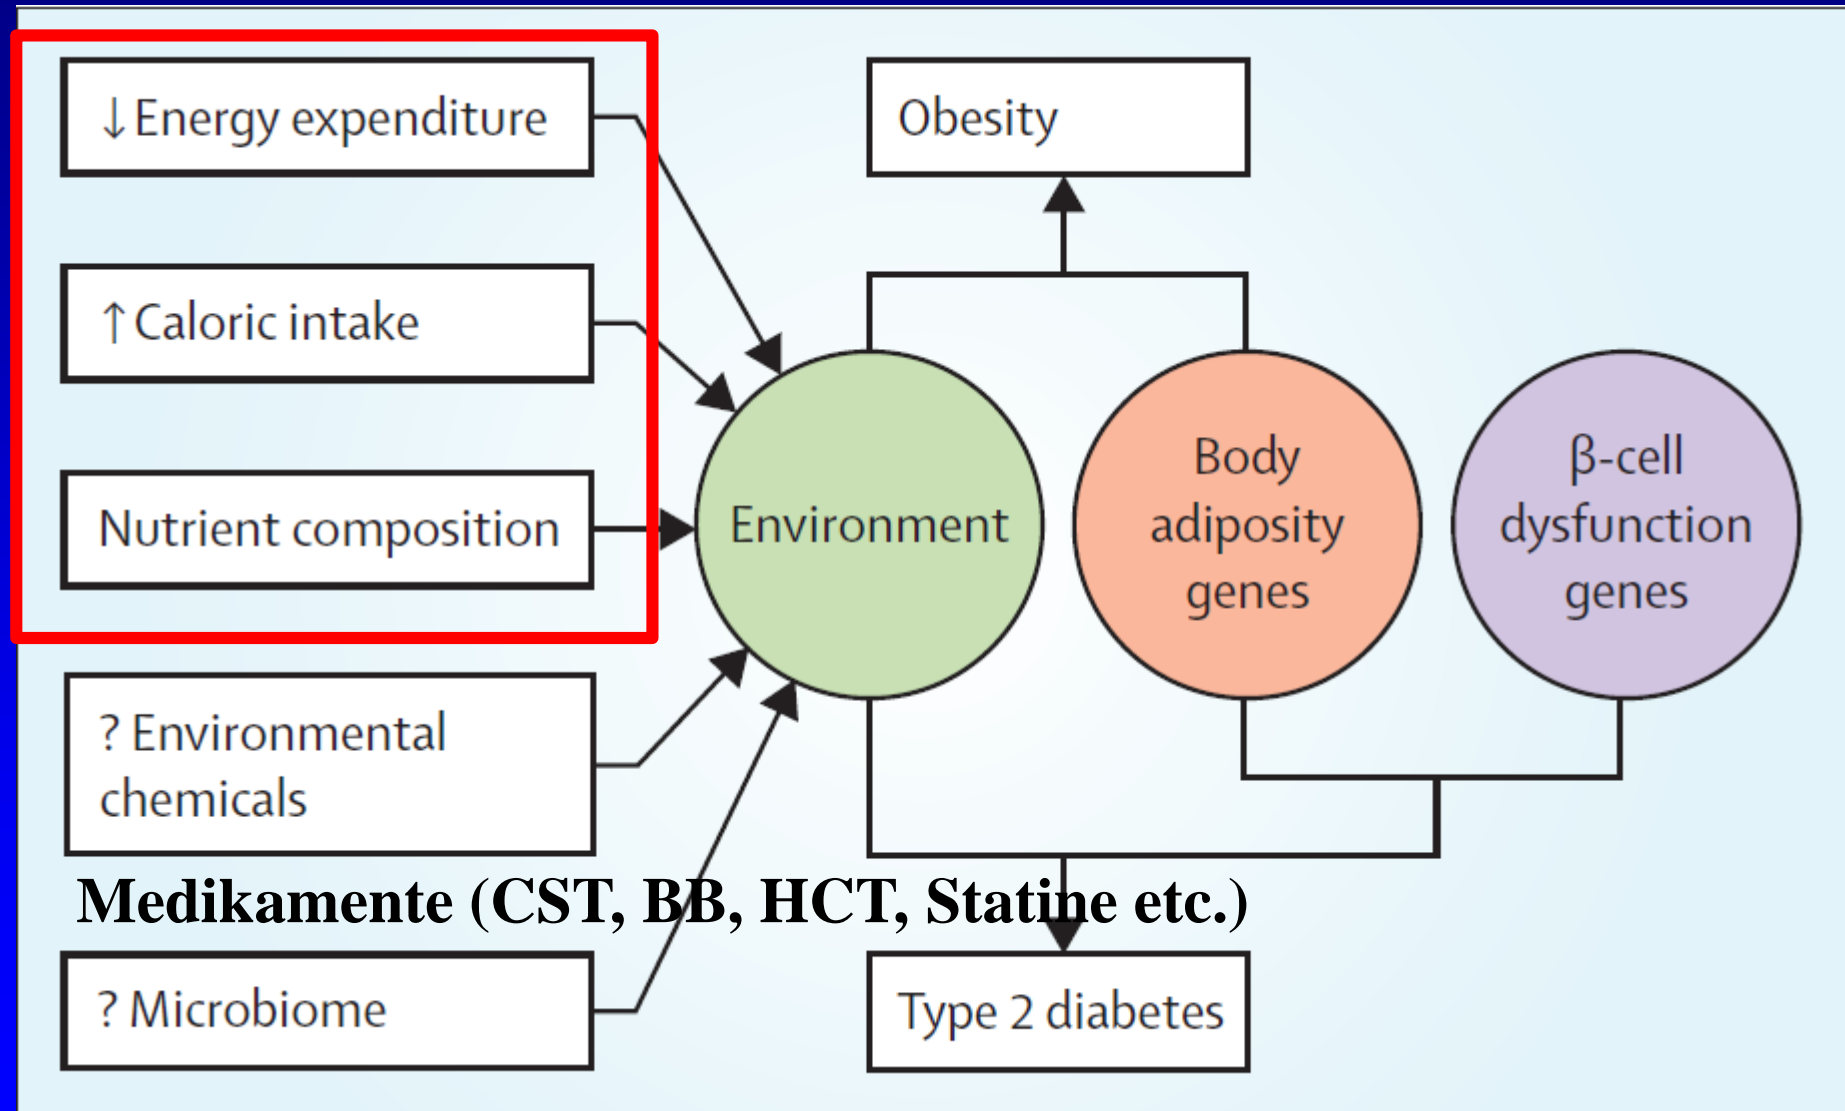 ↓Energy expenditure
↑Caloric intake
Nutrient composition
? Environmental
chemicals
Medikamente (CST, BB, HCT, Statine etc.)
? Microbiome
Obesity
Environment
Body
adiposity
genes
β-cell
dysfunction
genes
Type 2 diabetes